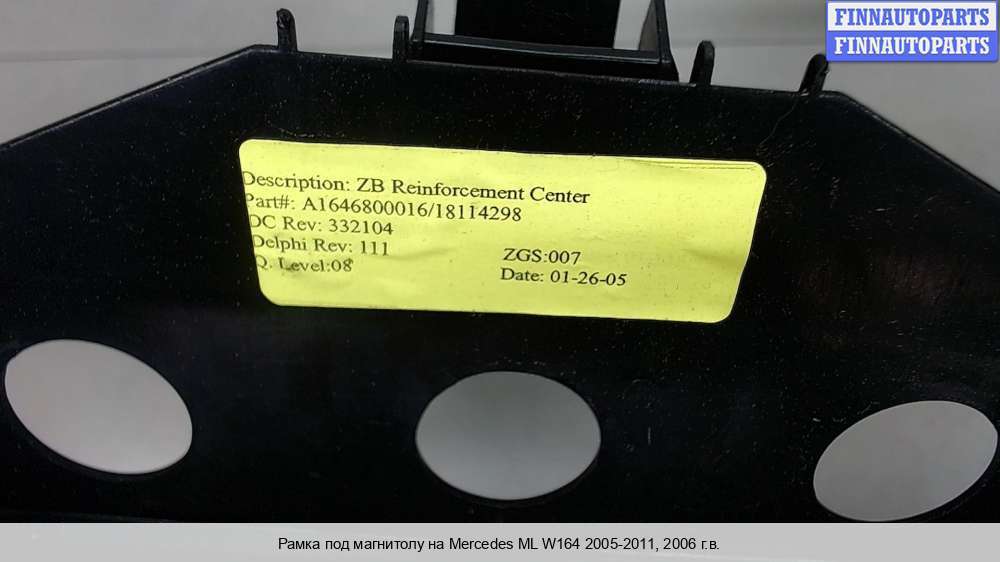 FINNAUTOPARTS
FINNAUTOPARTS
Description: ZB Reinforcement Center
Part#: A1646800016/18114298
DC Rev: 332104
Delphi Rev: 111
ZGS:007
Q. Level:08
Date: 01-26-05
Рамка под магнитолу на Mercedes ML W164 2005-2011, 2006 г.в.